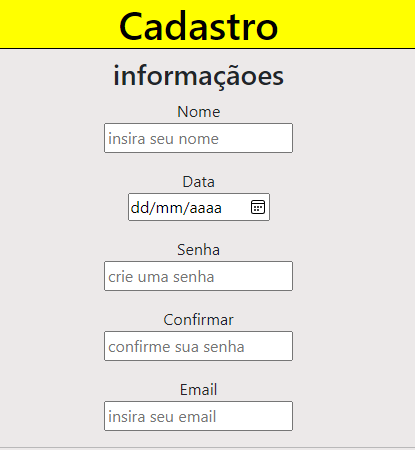 Cadastro
informaçãoes
Nome
insira seu nome
Data
dd/mm/aaaa
Senha
crie uma senha
Confirmar
confirme sua senha
Email
insira seu email